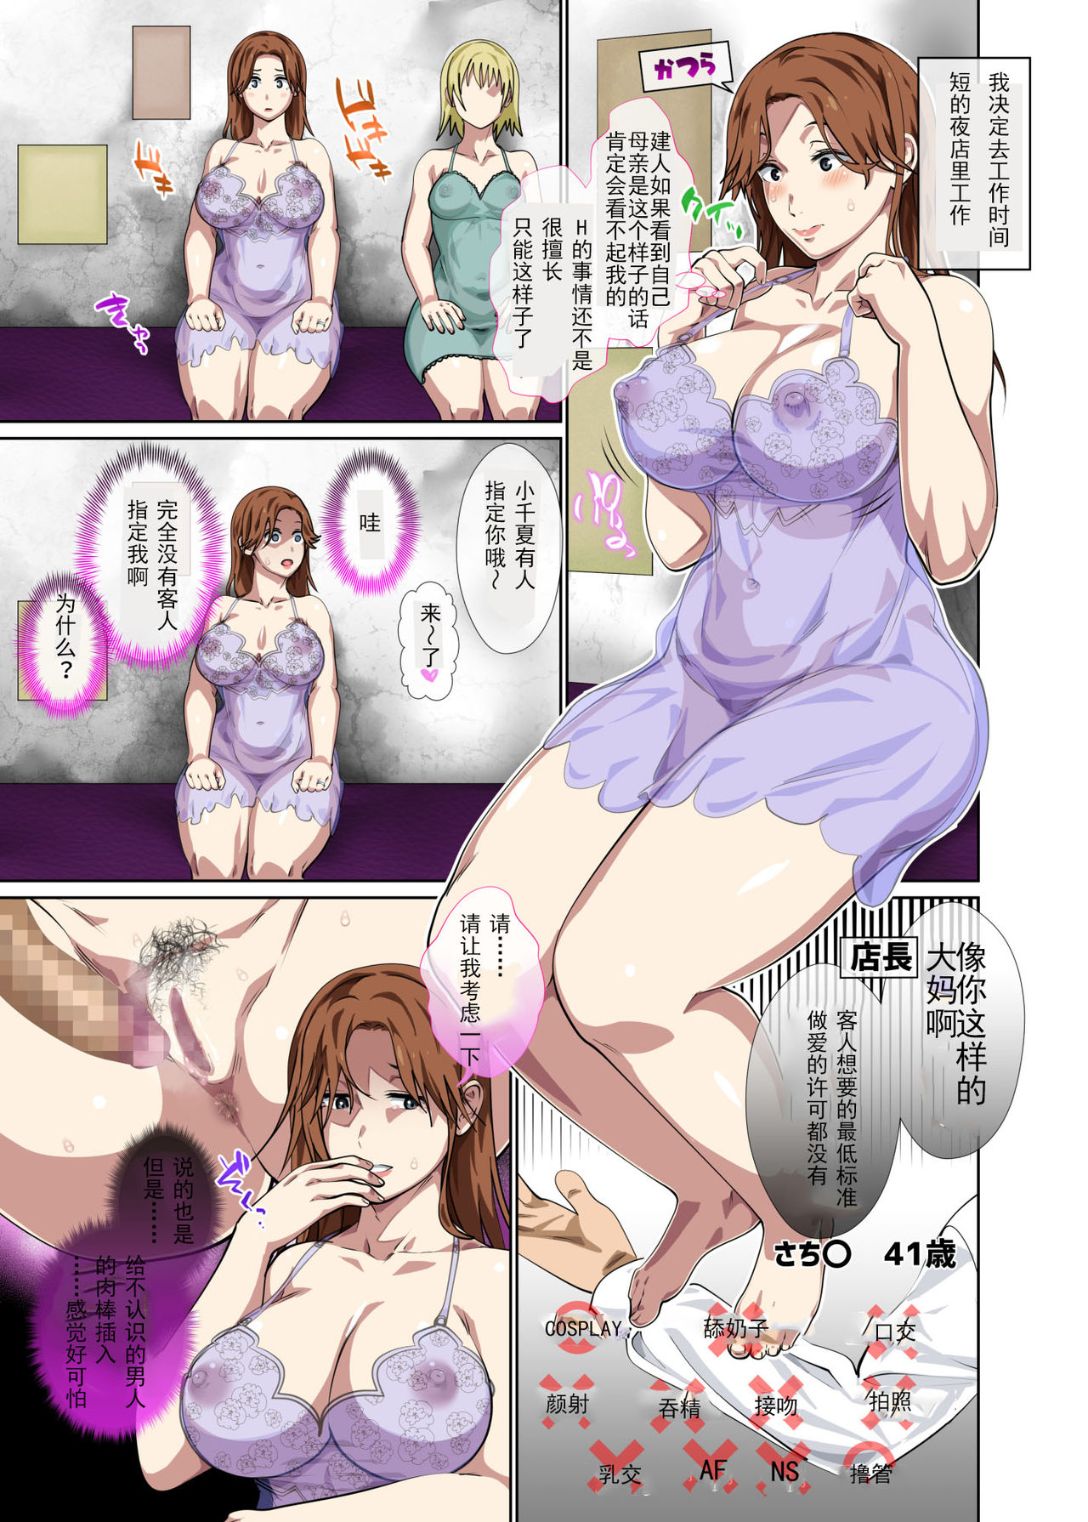 我决定去工作时间
短的夜店里工作
かつら
建人如果看到自己
母亲是这个样子的话
肯定会看不起我的
H的事情还不是
很擅长
只能这样子了
クイッ
小千夏有人
指定你哦～
来～了
哇
完全没有客人
指定我啊
为什么？
像你这样的
大妈啊
店長
客人想要的最低标准
做爱的许可都没有
さち〇 41歳
COSPLAY
舔奶子
口交
颜射
吞精
接吻
拍照
乳交
AF
NS
撸管
请……
请让我考虑一下
说的也是
但是……
给不认识的男人
的肉棒插入
……感觉好可怕